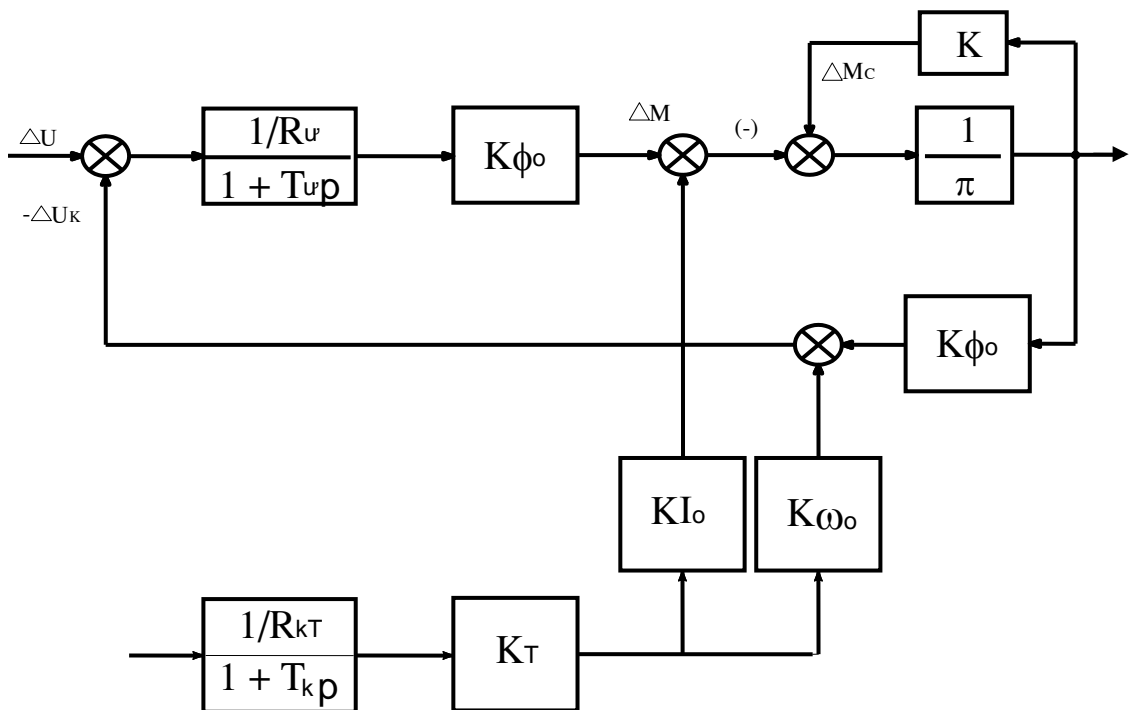 K
△Mc
△U
1/Rư
1 + Tưp
Kϕo
△M
(-)
1
π
-△UK
Kϕo
KIo
Kωo
1/RkT
1 + Tkp
KT